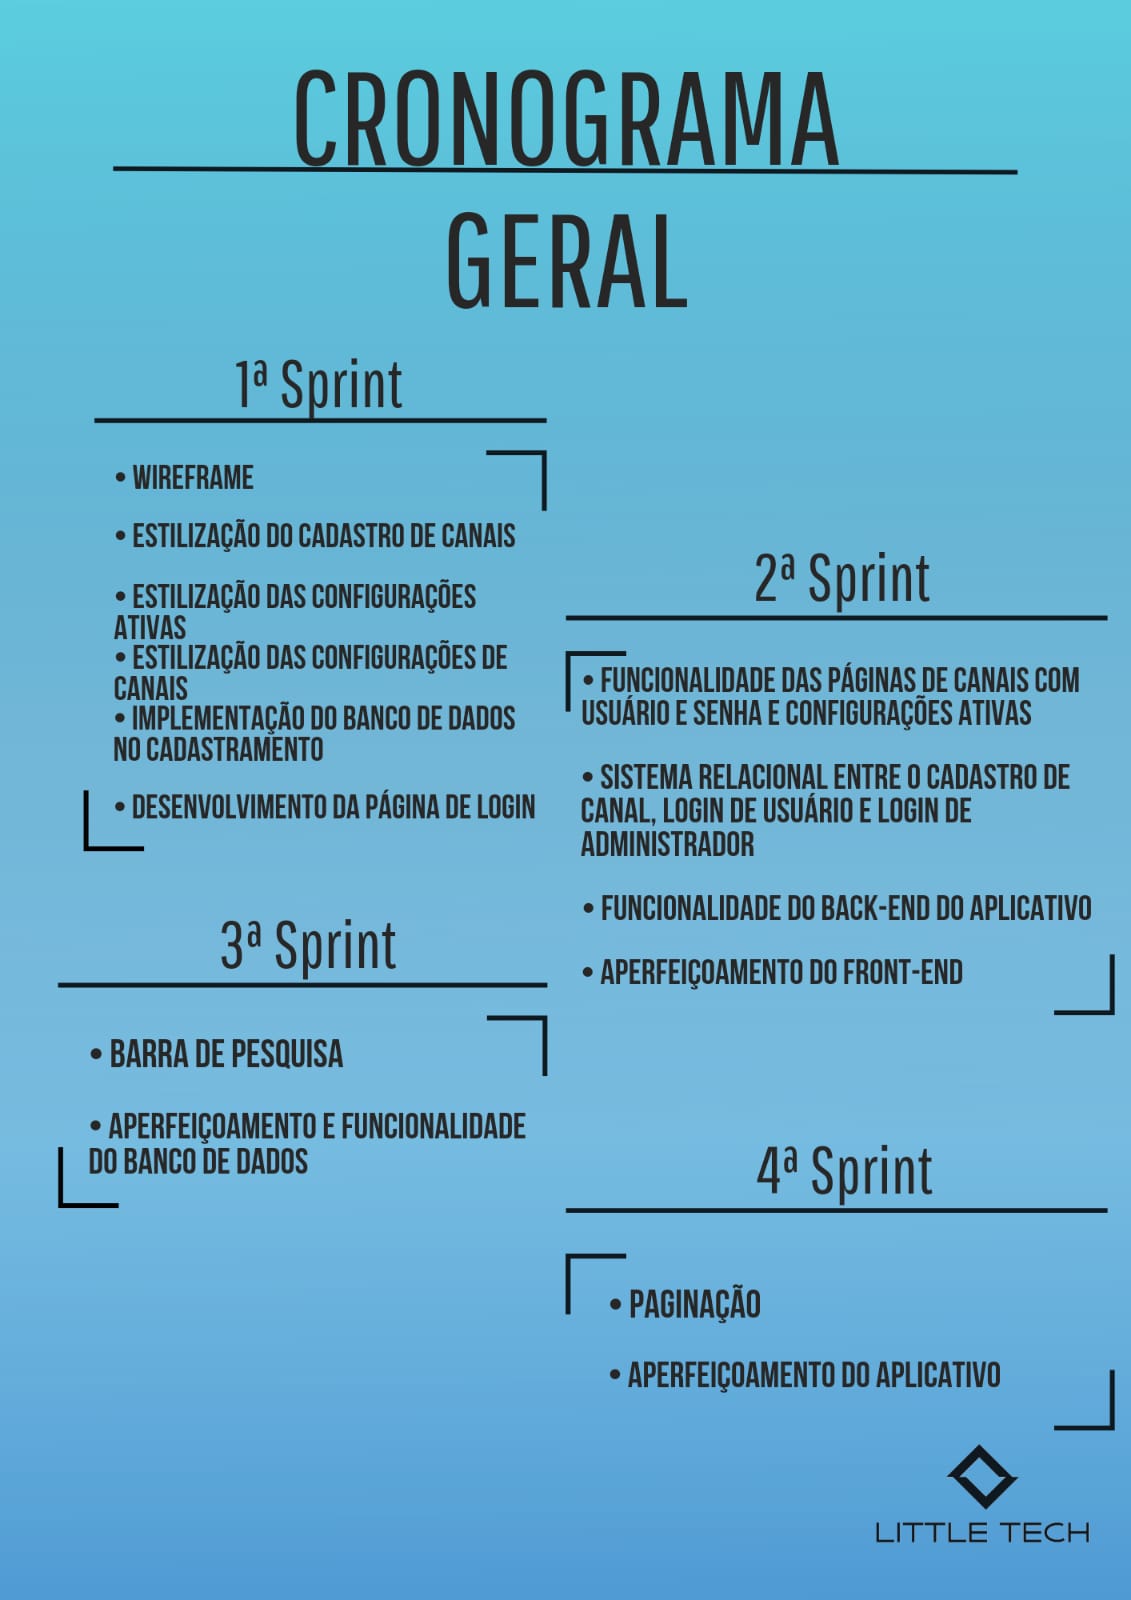 CRONOGRAMA
GERAL
1ª Sprint
• WIREFRAME
• ESTILIZAÇÃO DO CADASTRO DE CANAIS
• ESTILIZAÇÃO DAS CONFIGURAÇÕES
ATIVAS
• ESTILIZAÇÃO DAS CONFIGURAÇÕES DE
CANAIS
• IMPLEMENTAÇÃO DO BANCO DE DADOS
NO CADASTRAMENTO
• DESENVOLVIMENTO DA PÁGINA DE LOGIN
2ª Sprint
• FUNCIONALIDADE DAS PÁGINAS DE CANAIS COM
USUÁRIO E SENHA E CONFIGURAÇÕES ATIVAS
• SISTEMA RELACIONAL ENTRE O CADASTRO DE
CANAL, LOGIN DE USUÁRIO E LOGIN DE
ADMINISTRADOR
• FUNCIONALIDADE DO BACK-END DO APLICATIVO
• APERFEIÇOAMENTO DO FRONT-END
3ª Sprint
• BARRA DE PESQUISA
• APERFEIÇOAMENTO E FUNCIONALIDADE
DO BANCO DE DADOS
4ª Sprint
• PAGINAÇÃO
• APERFEIÇOAMENTO DO APLICATIVO
LITTLE TECH